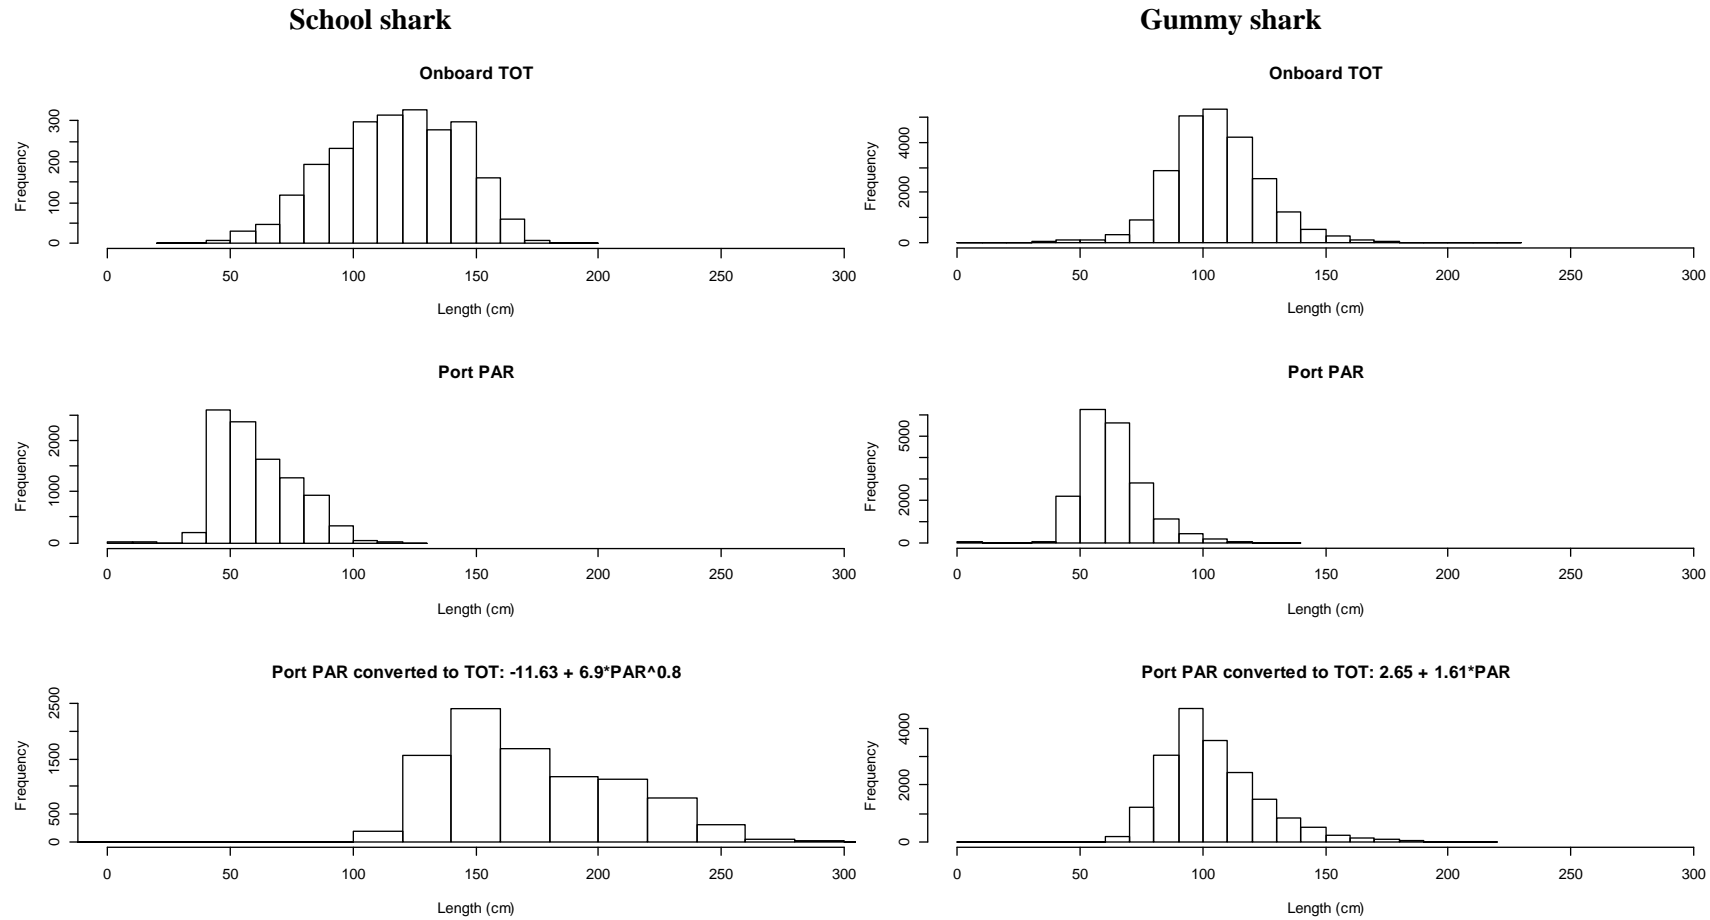 School shark
Gummy shark
Onboard TOT
Frequency
0 100 200 300
0 50 100 150 200 250 300
Length (cm)
Onboard TOT
Frequency
0 2000 4000
0 50 100 150 200 250 300
Length (cm)
Port PAR
Frequency
0 1000 2000
0 50 100 150 200 250 300
Length (cm)
Port PAR
Frequency
0 2000 5000
0 50 100 150 200 250 300
Length (cm)
Port PAR converted to TOT: -11.63 + 6.9*PAR^0.8
Frequency
0 500 1500 2500
0 50 100 150 200 250 300
Length (cm)
Port PAR converted to TOT: 2.65 + 1.61*PAR
Frequency
0 2000 4000
0 50 100 150 200 250 300
Length (cm)